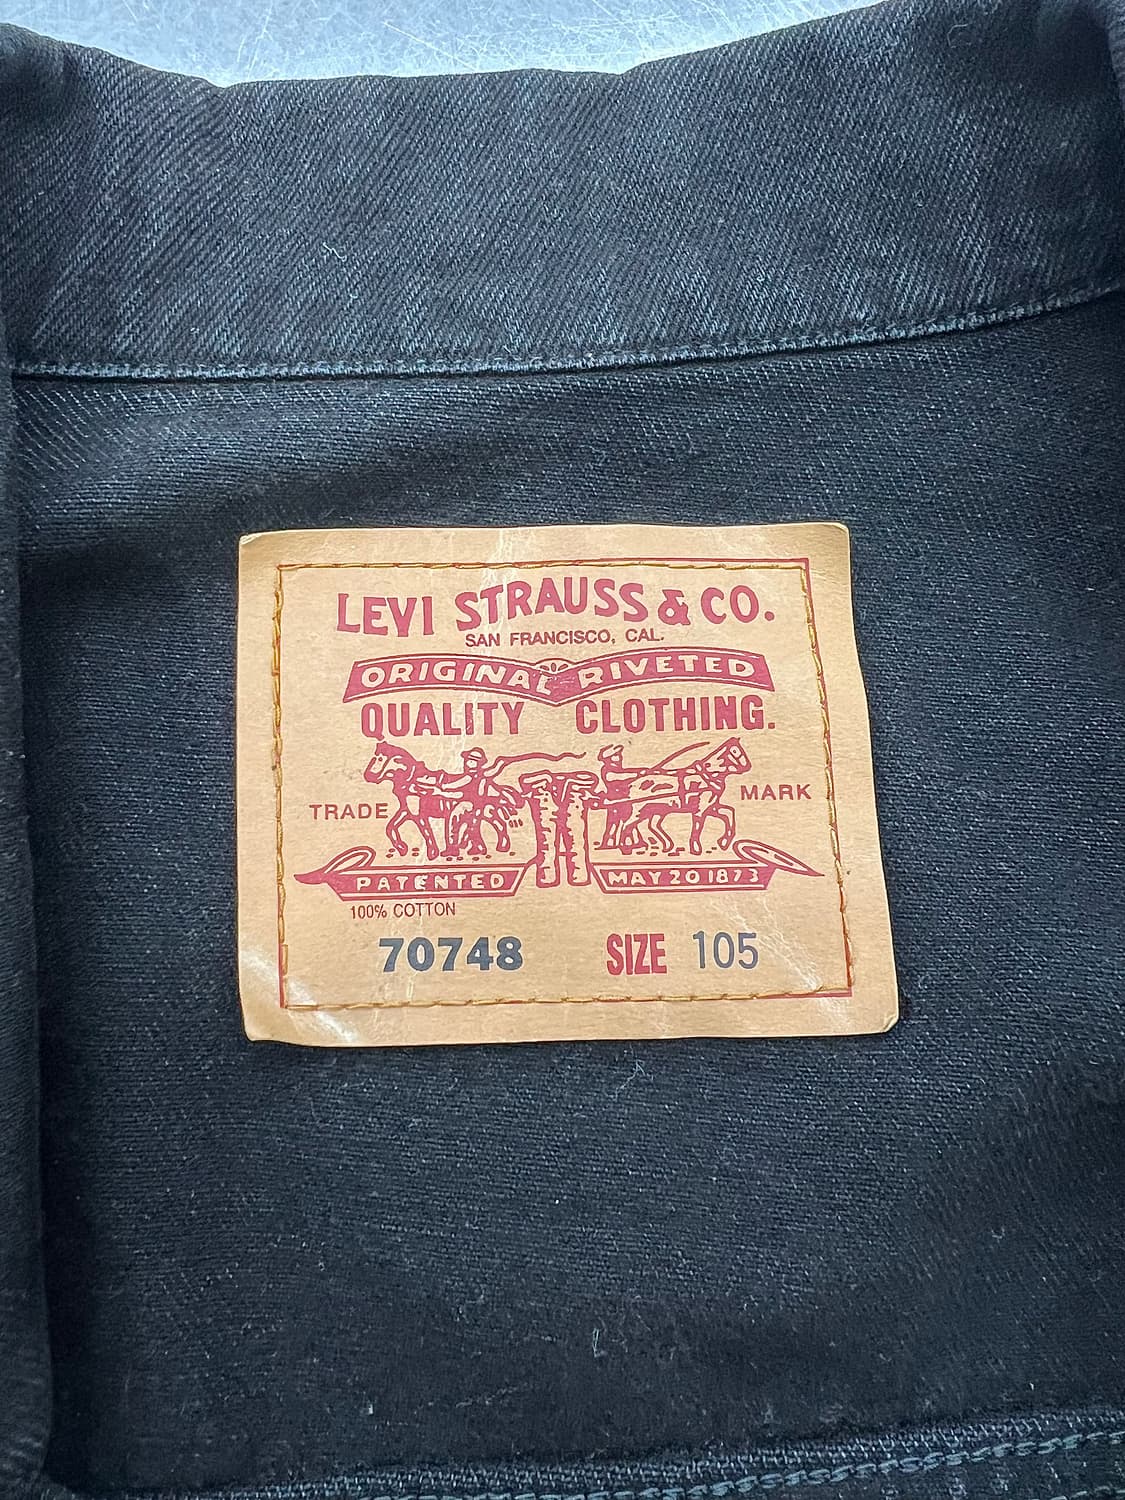 LEVI STRAUSS & CO.
SAN FRANCISCO, CAL.
ORIGINAL RIVETED
QUALITY CLOTHING.
TRADE MARK
PATENTED MAY 20 1873
100% COTTON
70748 SIZE 105